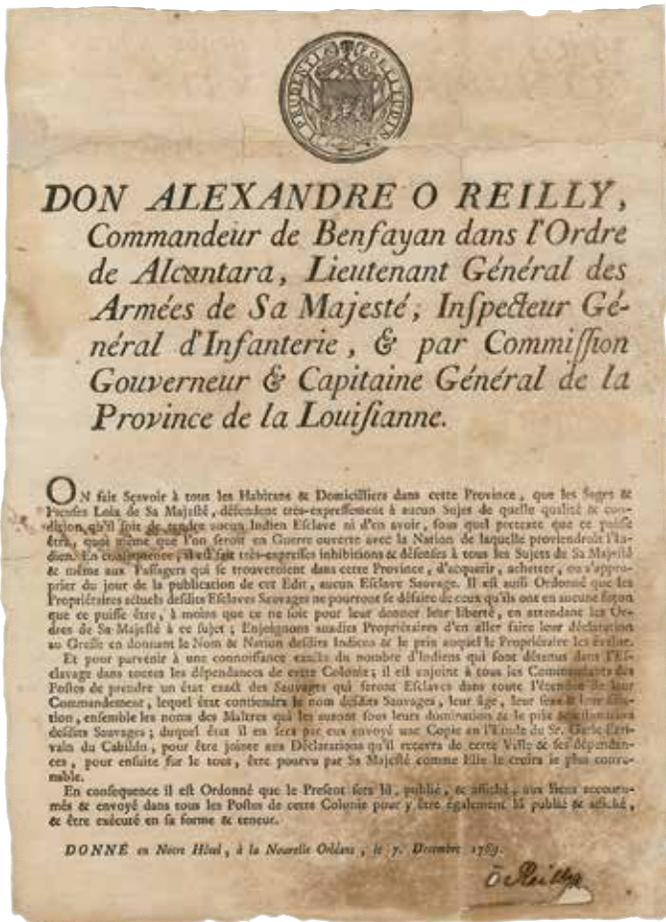 PRUDENTIA FORTITUDIN
DON ALEXANDRE O REILLY,
Commandeur de Benfayan dans l'Ordre
de Alcantara, Lieutenant Général des
Armées de Sa Majesté; Inſpecteur Gé-
néral d'Infanterie, & par Commiſſion
Gouverneur & Capitaine Général de la
Province de la Louiſianne.
ON fait Sçavoir à tous les Habitans & Domicilliers dans cette Province, que les Sages &
Pieuſes Loix de Sa Majeſté, défendent très-expreſſement à aucun Sujet de quelle qualité & con-
dition qu'il ſoit de rendre aucun Indien Eſclave ni d'en avoir, ſous quel pretexte que ce puiſſe
être, quoi même que l'on ſeroit en Guerre ouverte avec la Nation de laquelle proviendroit l'In-
dien. En conſequence, il eſt fait très-expreſſes inhibitions & défenſes à tous les Sujets de Sa Majeſté
& même aux Paſſagers qui ſe trouveroient dans cette Province, d'acquerir, acheter, ou s'appro-
prier du jour de la publication de cet Edit, aucun Eſclave Sauvage. Il eſt auſſi Ordonné que les
Propriétaires actuels deſdits Eſclaves Sauvages ne pourront ſe défaire de ceux qu'ils ont en aucune façon
que ce puiſſe être, à moins que ce ne ſoit pour leur donner leur liberté, en attendant les Or-
dres de Sa Majeſté à ce ſujet; Enjoignons auxdits Propriétaires d'en aller faire leur déclaration
au Greffe en donnant le Nom & Nation deſdits Indiens & le prix auquel le Propriétaire les évalue.
Et pour parvenir à une connoiſſance exacte du nombre d'Indiens qui ſont détenus dans l'Eſ-
clavage dans toutes les dépendances de cette Colonie; il eſt enjoint à tous les Commandants des
Poſtes de prendre un état exact des Sauvages qui ſeront Eſclaves dans toute l'étendue de leur
Commandement, lequel état contiendra le nom deſdits Sauvages, leur âge, leur ſexe & leur
tion, enſemble les noms des Maîtres qui les auront ſous leurs domination & le prix
deſdits Sauvages; duquel état il en ſera par eux envoyé une Copie en l'Etude du Sr. Garic Ecri-
vain du Cabildo, pour être jointe aux Déclarations qu'il recevra de cette Ville & ſes dépendan-
ces, pour enſuite ſur le tout, être pourvu par Sa Majeſté comme Elle le croira le plus conve-
nable.
En conſequence il eſt Ordonné que le Preſent ſera lû, publié, & affiché, aux lieux accoutu-
més & envoyé dans tous les Poſtes de cette Colonie pour y être également lû publié & affiché,
& être exécuté en ſa forme & teneur.
DONNÉ en Notre Hôtel, à la Nouvelle Orléans, le 7. Decembre 1769.
ō Reilly